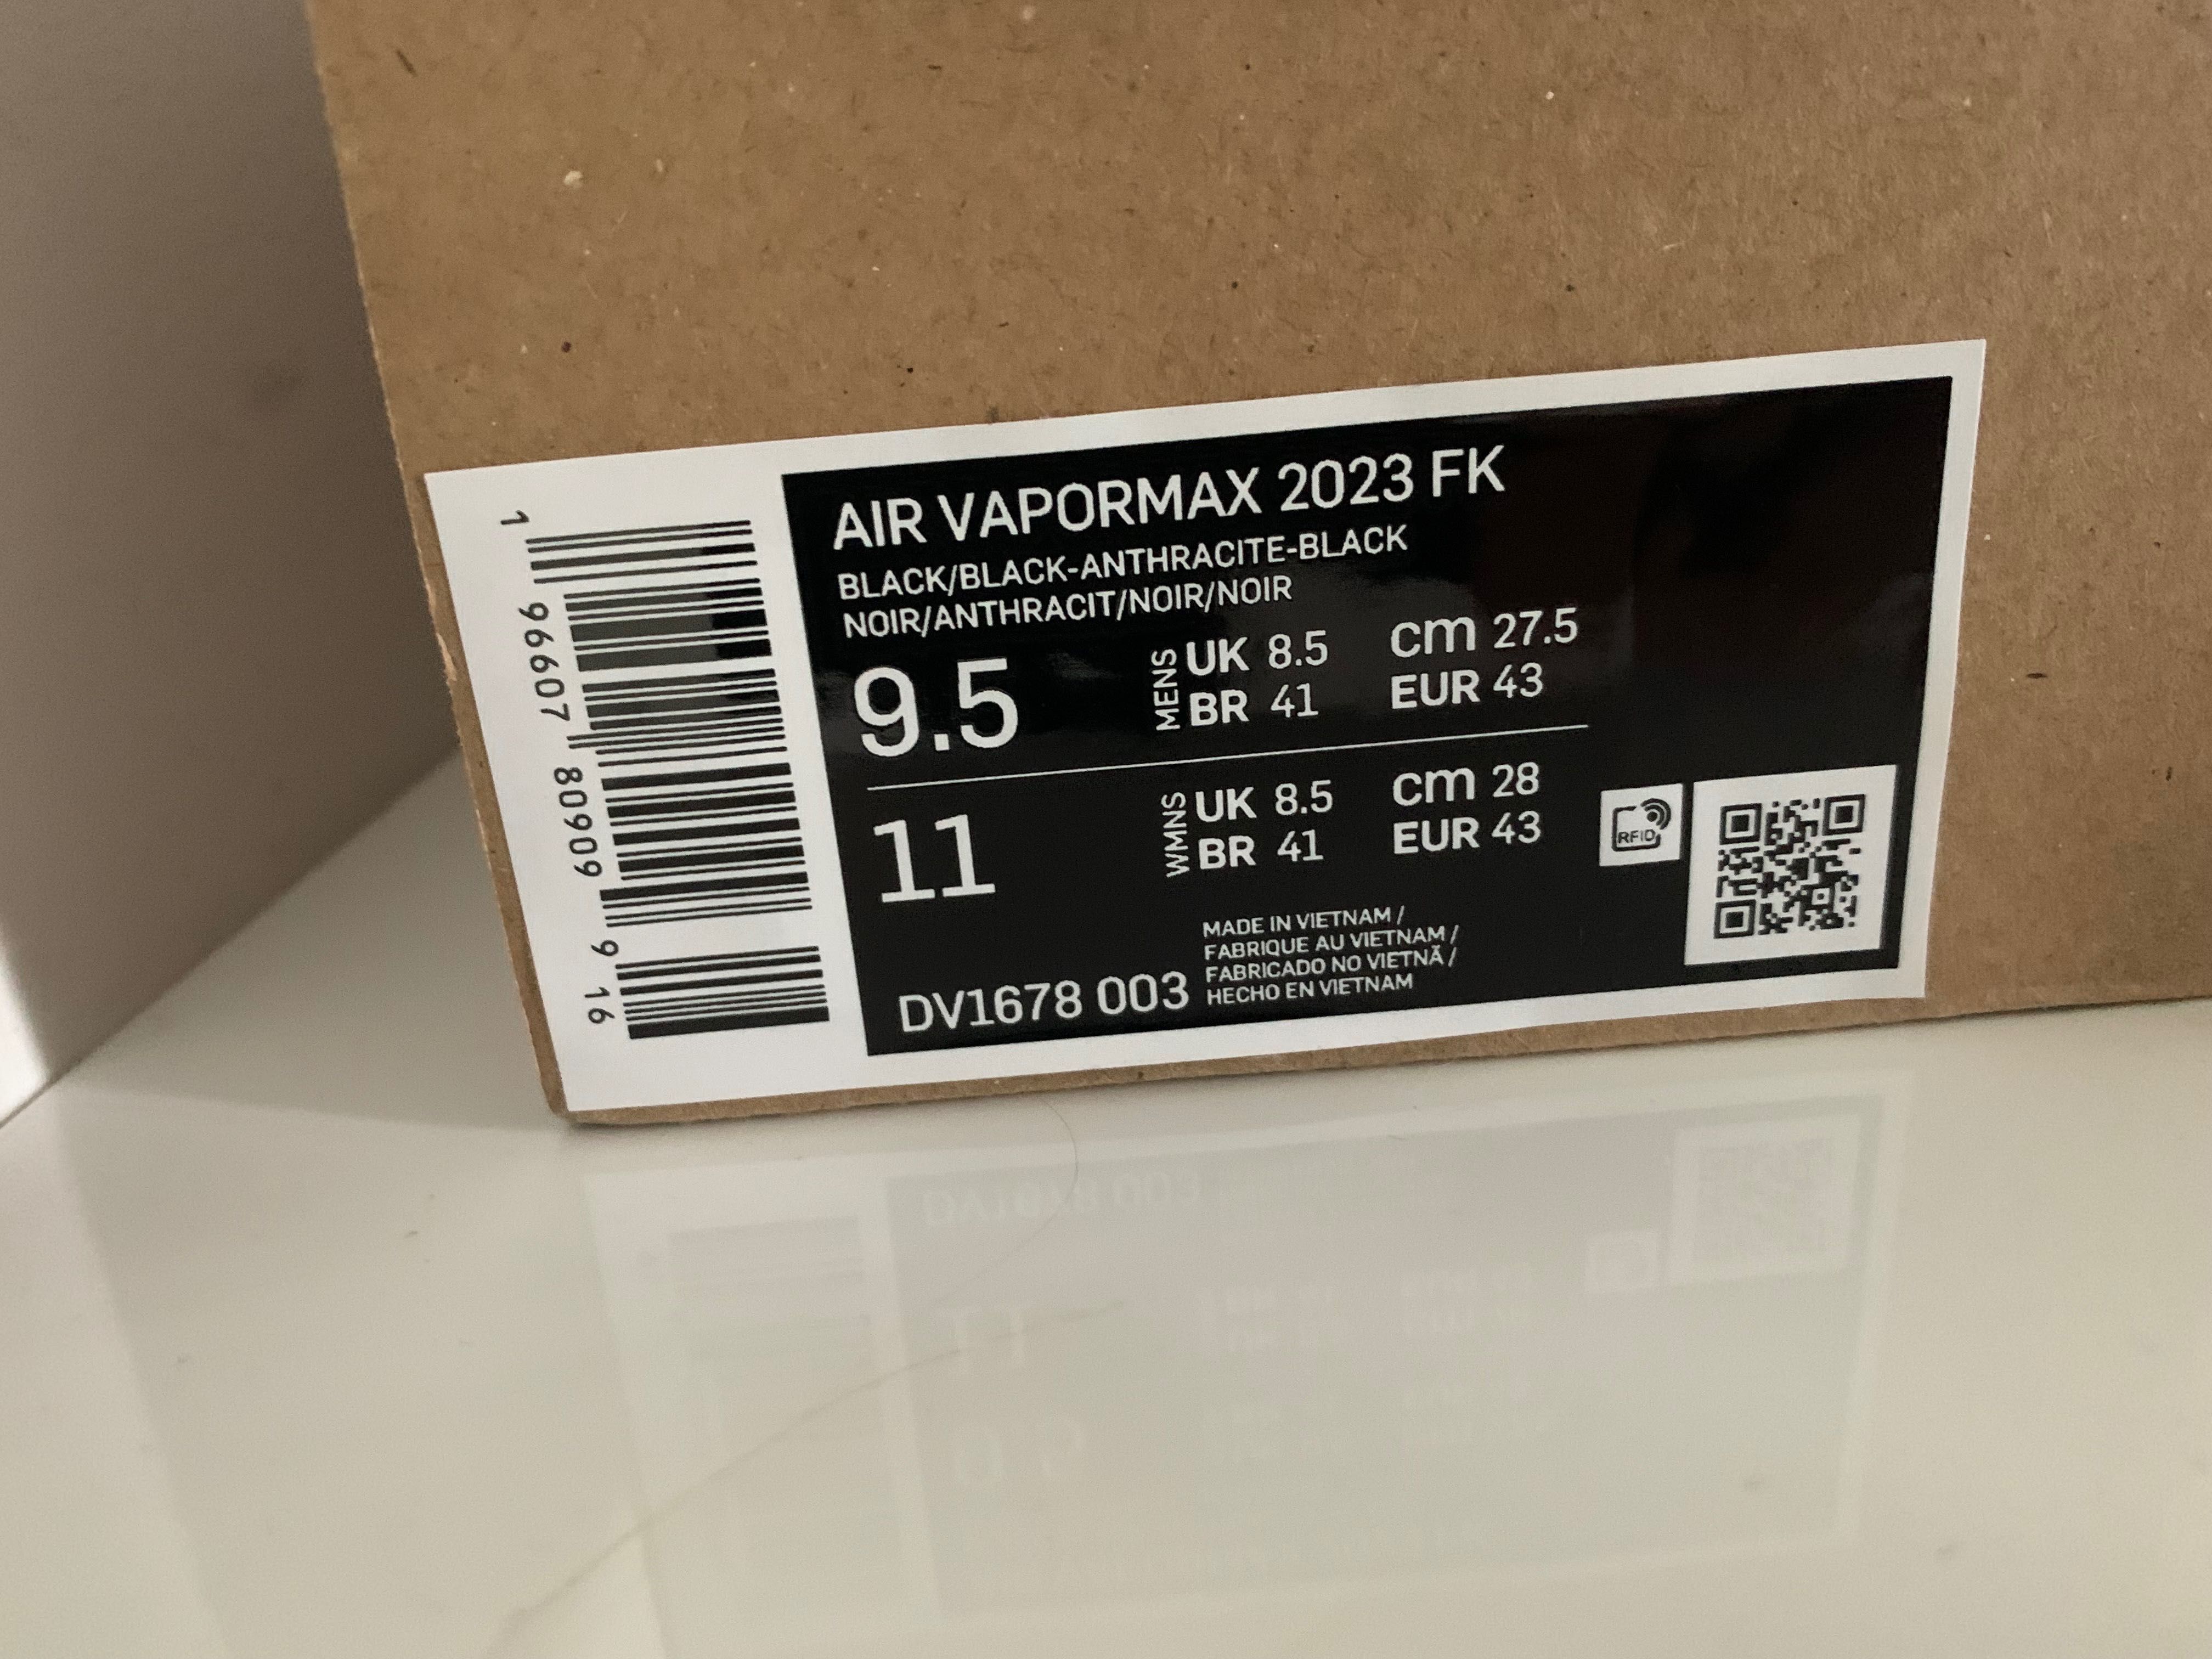 AIR VAPORMAX 2023 FK
BLACK/BLACK-ANTHRACITE-BLACK
NOIR/ANTHRACIT/NOIR/NOIR
9.5
MENS
UK 8.5 cm 27.5
BR 41 EUR 43
11
WMNS
UK 8.5 cm 28
BR 41 EUR 43
RFID
MADE IN VIETNAM /
FABRIQUE AU VIETNAM /
FABRICADO NO VIETNÃ /
HECHO EN VIETNAM
DV1678 003
1 96607 80909 9 16